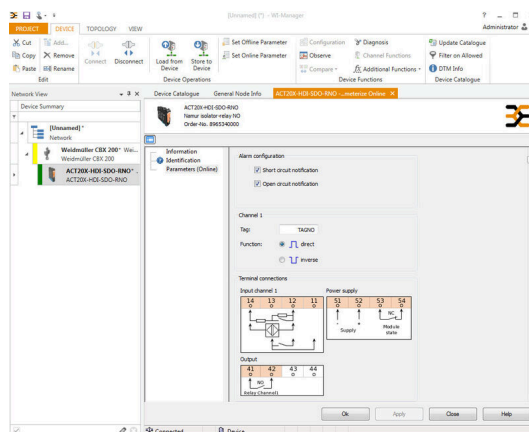 [Unnamed] (*) - WI-Manager
PROJECT DEVICE TOPOLOGY VIEW
Administrator
Cut Add...
Copy Remove
Paste Rename
Connect Disconnect
Load from Device Store to Device
Set Offline Parameter
Set Online Parameter
Configuration Diagnosis
Observe Channel Functions
Compare Additional Functions
Update Catalogue
Filter on Allowed
DTM Info
Edit Device Operations Device Functions Device Catalogue
Network View
Device Summary
[Unnamed]*
Network
Weidmüller CBX 200* Wei...
Weidmüller CBX 200
ACT20X-HDI-SDO-RNO* .
ACT20X-HDI-SDO-RNO
Device Catalogue General Node Info ACT20X-HDI-SDO-RNO -...meterize Online ×
ACT20X-HDI-SDO-RNO
Namur isolator-relay NO
Order-No. 8965340000
Information
Identification
Parameters (Online)
Alarm configuration
Short circuit notification
Open circuit notification
Channel 1
Tag: TAGNO
Function: direct
inverse
Terminal connections
Input channel 1 Power supply
14 13 12 11 51 52 53 54
- +
Supply
NC
Module state
Output
41 42 43 44
NO
Relay Channel1
Ok Apply Close Help
Connected Device